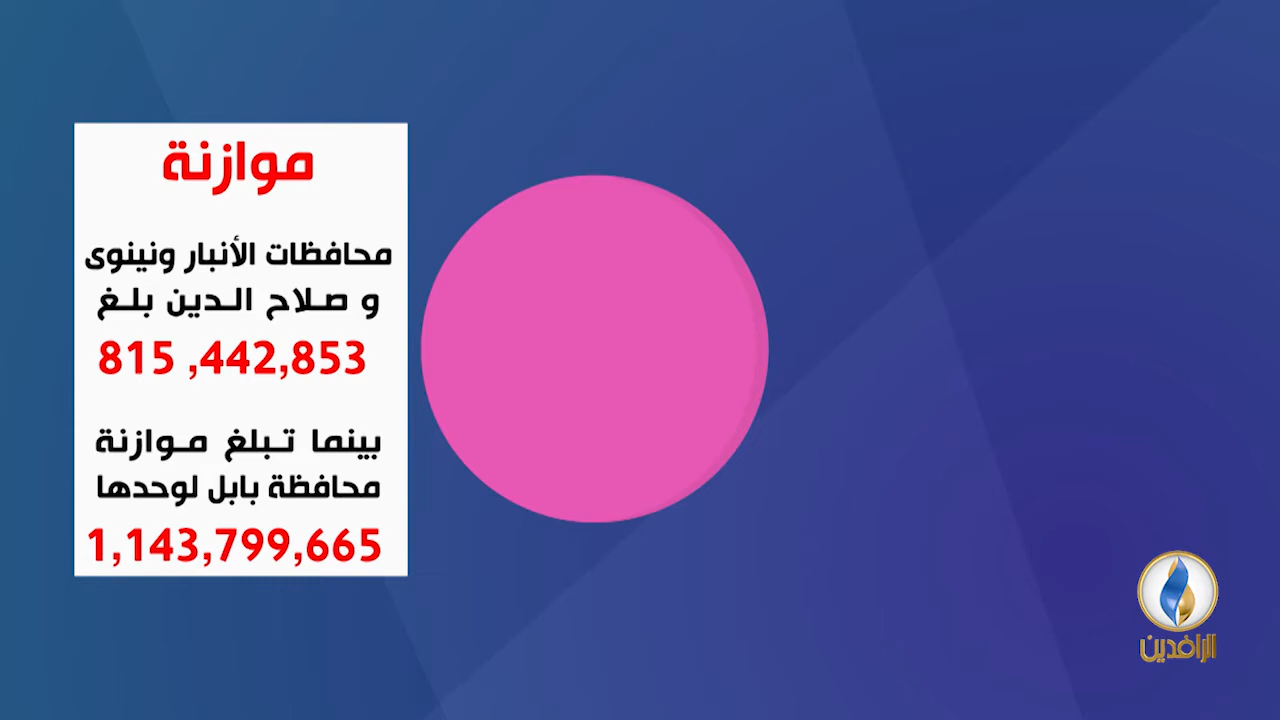 موازنة
محافظات الأنبار ونينوى
و صلاح الدين بلغ
815 ,442,853
بينما تبلغ موازنة
محافظة بابل لوحدها
1,143,799,665
الرافدين